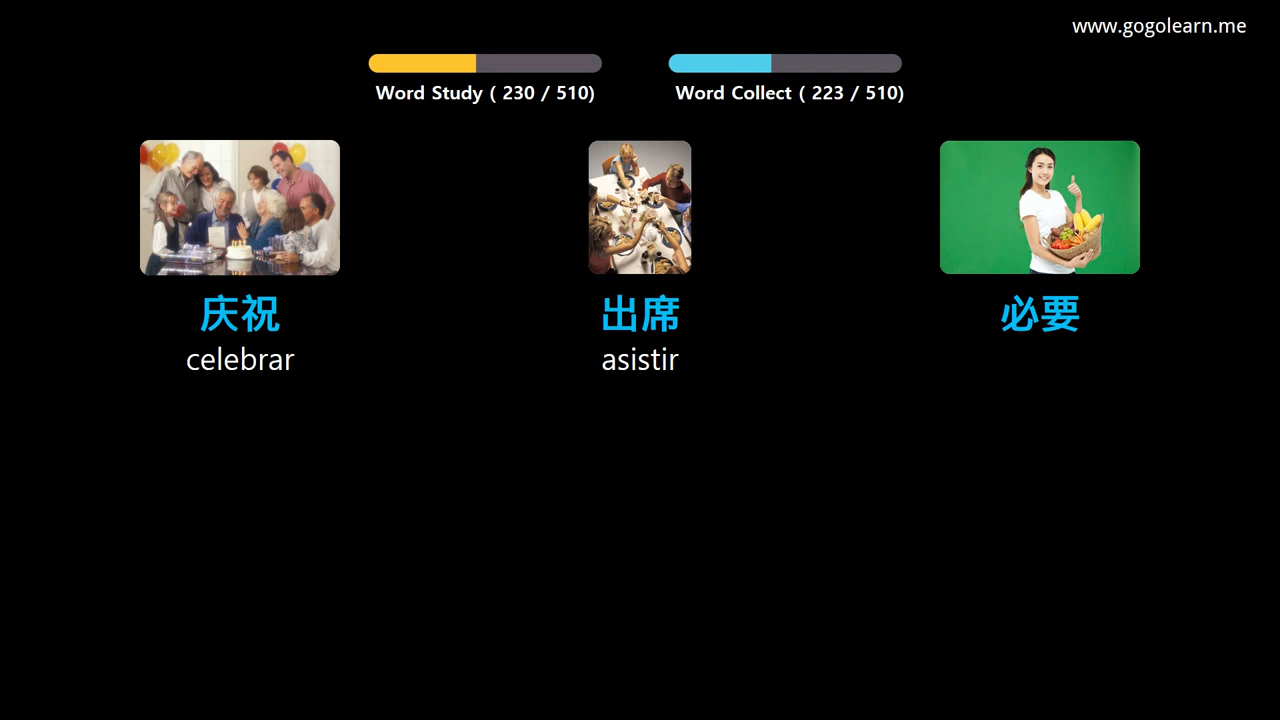 www.gogolearn.me
Word Study ( 230 / 510)
Word Collect ( 223 / 510)
庆祝
celebrar
出席
asistir
必要